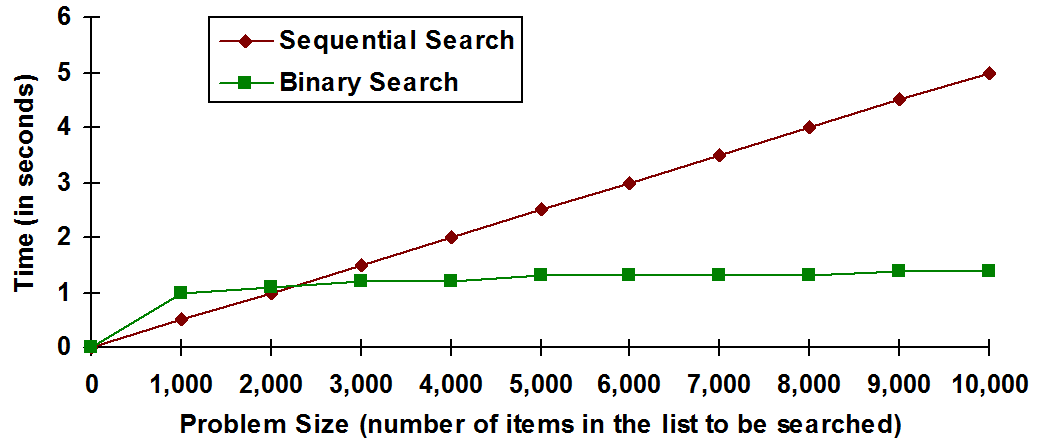 6
5
4
3
2
1
0
Time (in seconds)
Sequential Search
Binary Search
0 1,000 2,000 3,000 4,000 5,000 6,000 7,000 8,000 9,000 10,000
Problem Size (number of items in the list to be searched)